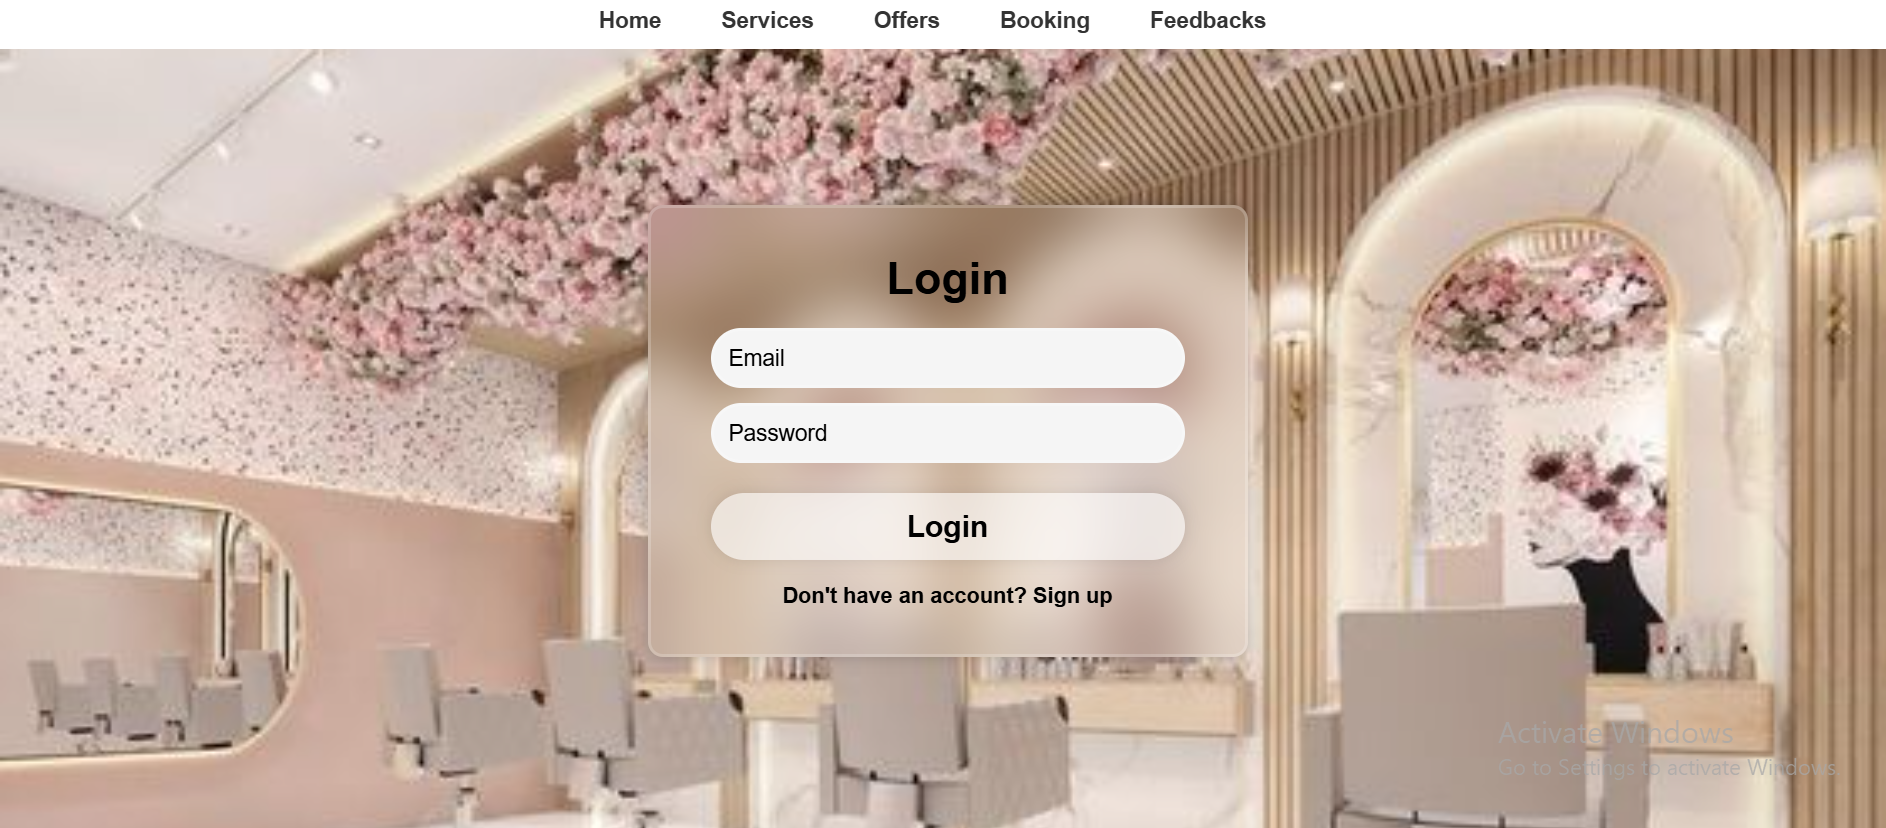 Home Services Offers Booking Feedbacks
Login
Email
Password
Login
Don't have an account? Sign up
Activate Windows
Go to Settings to activate Windows.